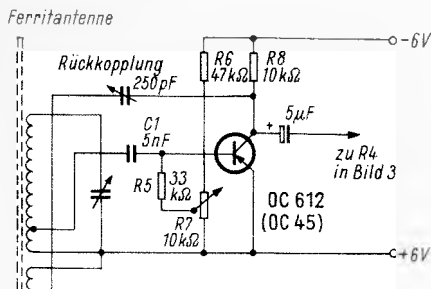 Ferritantenne
-6V
Rückkopplung
250pF
R6
47kΩ
R8
10kΩ
C1
5nF
+
5µF
zu R4
in Bild 3
R5
33
kΩ
R7
10kΩ
OC 612
(OC 45)
+6V